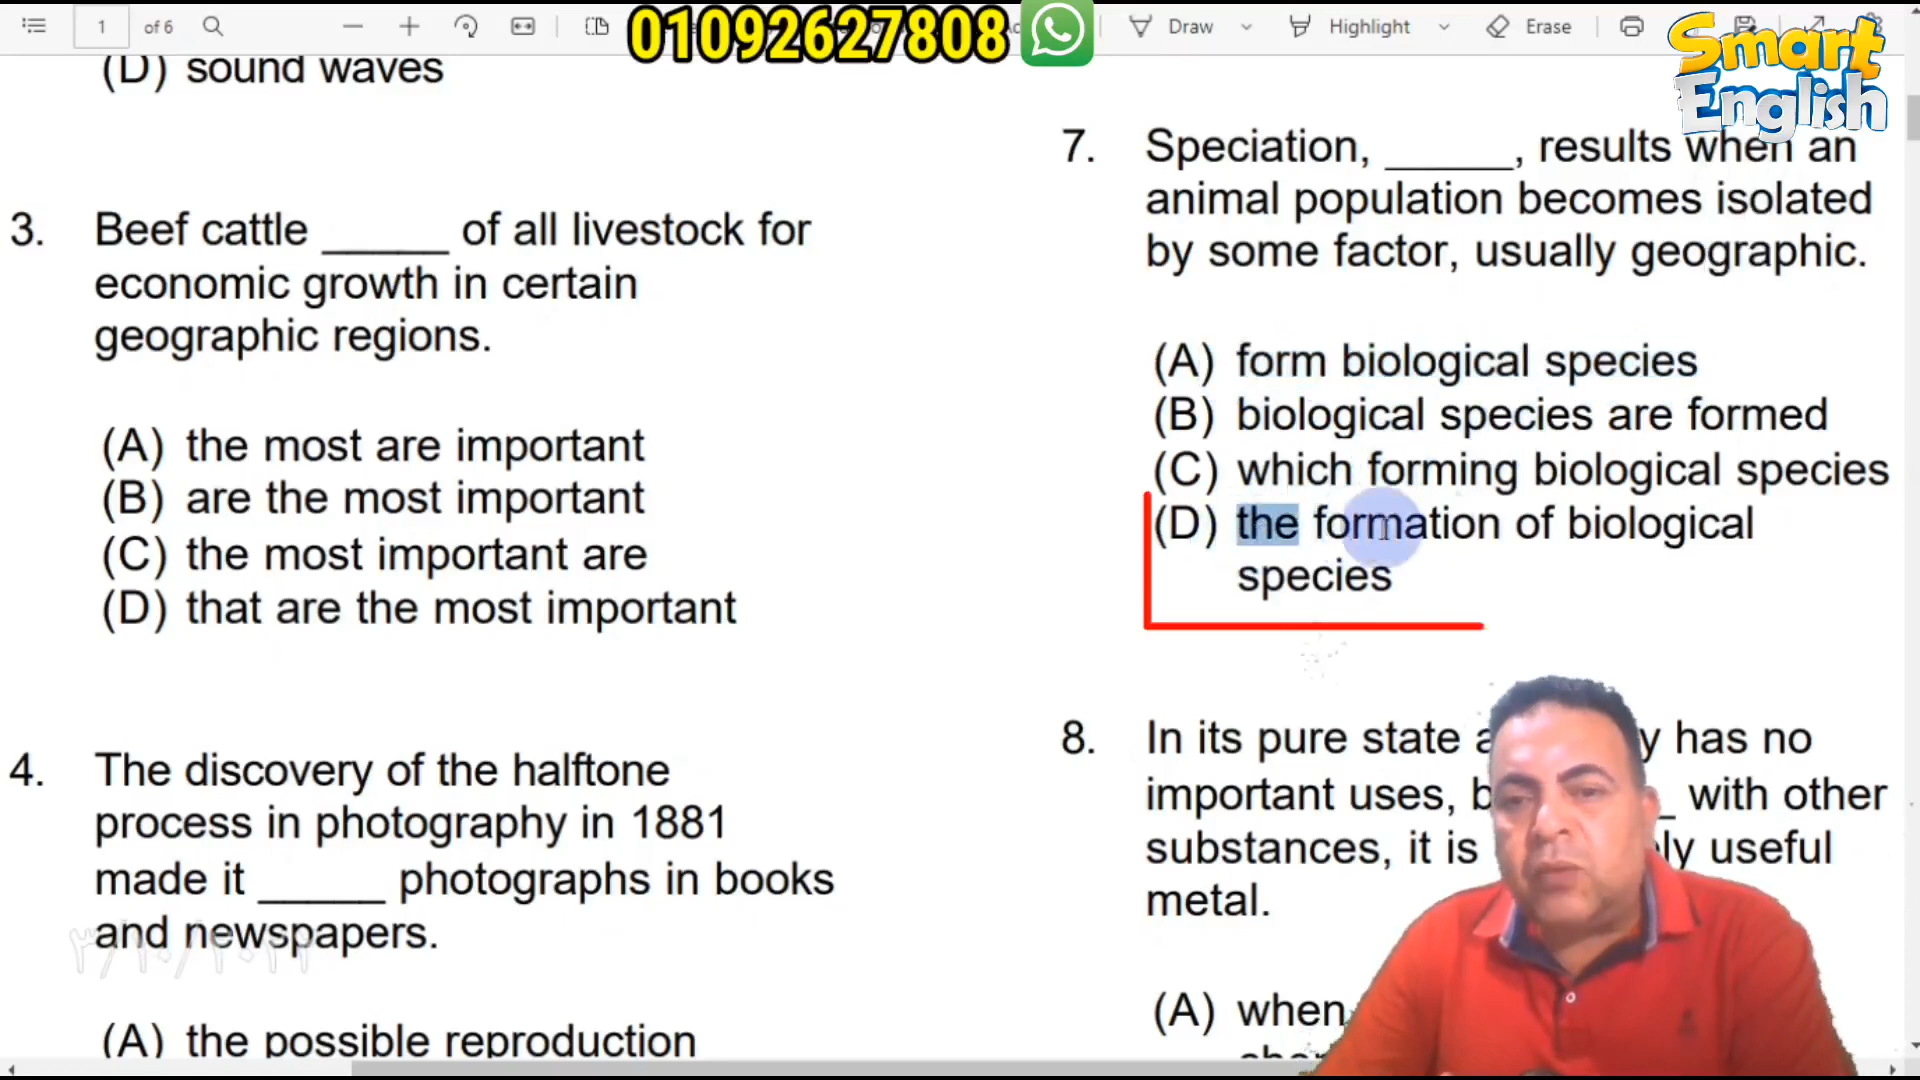 1 of 6
01092627808
Draw
Highlight
Erase
Smart
English
(D) sound waves
3. Beef cattle _____ of all livestock for
economic growth in certain
geographic regions.
(A) the most are important
(B) are the most important
(C) the most important are
(D) that are the most important
4. The discovery of the halftone
process in photography in 1881
made it _____ photographs in books
and newspapers.
(A) the possible reproduction
7. Speciation, _____, results when an
animal population becomes isolated
by some factor, usually geographic.
(A) form biological species
(B) biological species are formed
(C) which forming biological species
(D) the formation of biological
species
8. In its pure state has no
important uses, with other
substances, it is useful
metal.
(A) when